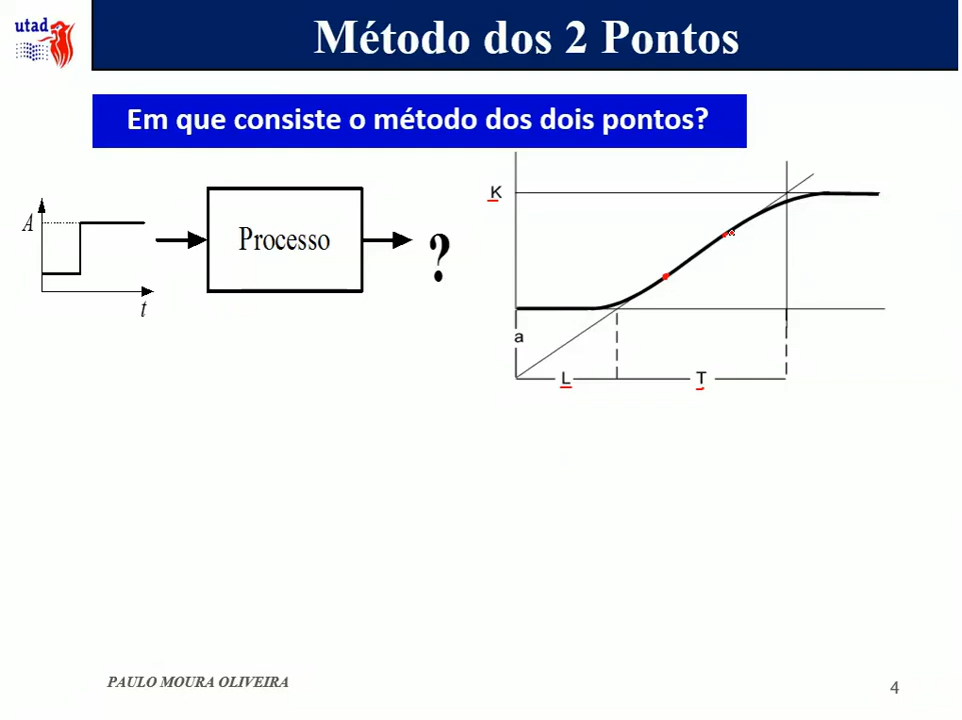 utad
Método dos 2 Pontos
Em que consiste o método dos dois pontos?
A
t
Processo
?
K
a
L
T
PAULO MOURA OLIVEIRA
4